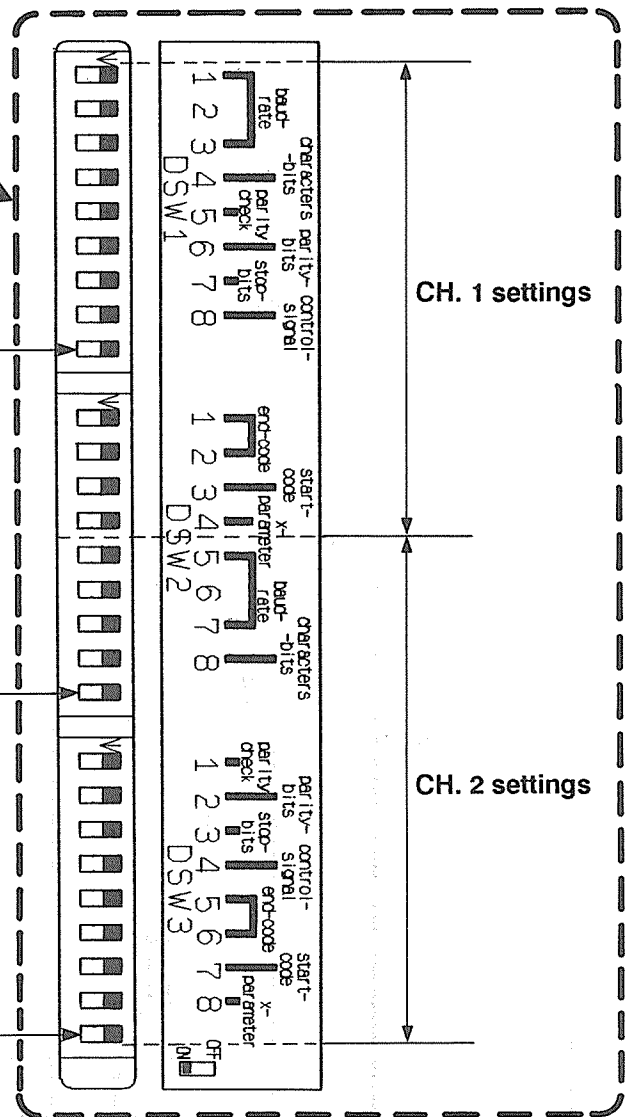 1 2 3 4 5 6 7 8
DSW1
baud-
rate
characters
-bits
parity
check
parity-
bits
stop-
bits
control-
signal
1 2 3 4 5 6 7 8
DSW2
end-code
start-
code
x-
parameter
baud-
rate
characters
-bits
1 2 3 4 5 6 7 8
DSW3
parity
check
parity-
bits
stop-
bits
control-
signal
end-code
start-
code
x-
parameter
OFF
ON
CH. 1 settings
CH. 2 settings